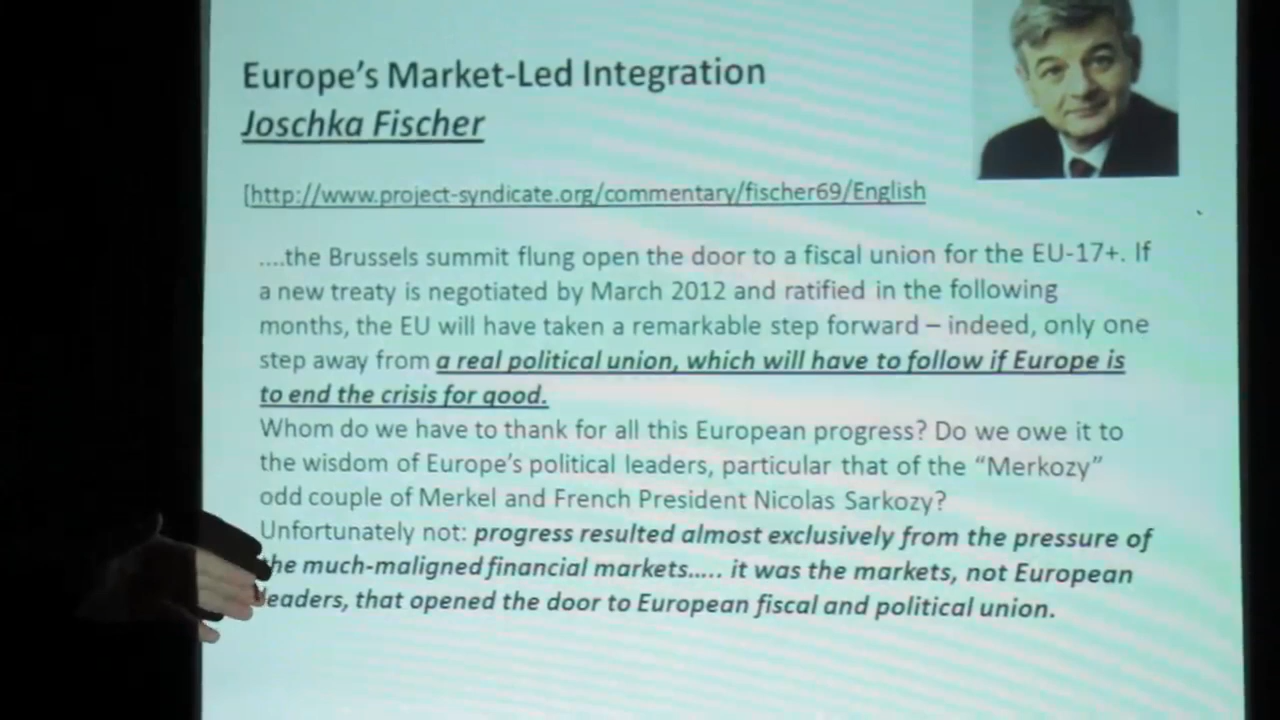 Europe’s Market-Led Integration
Joschka Fischer
[http://www.project-syndicate.org/commentary/fischer69/English
....the Brussels summit flung open the door to a fiscal union for the EU-17+. If
a new treaty is negotiated by March 2012 and ratified in the following
months, the EU will have taken a remarkable step forward – indeed, only one
step away from a real political union, which will have to follow if Europe is
to end the crisis for good.
Whom do we have to thank for all this European progress? Do we owe it to
the wisdom of Europe’s political leaders, particular that of the “Merkozy”
odd couple of Merkel and French President Nicolas Sarkozy?
Unfortunately not: progress resulted almost exclusively from the pressure of
the much-maligned financial markets..... it was the markets, not European
leaders, that opened the door to European fiscal and political union.